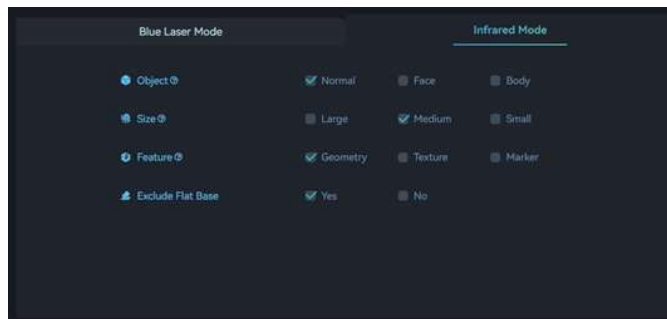 Blue Laser Mode Infrared Mode
Object Normal Face Body
Size Large Medium Small
Feature Geometry Texture Marker
Exclude Flat Base Yes No